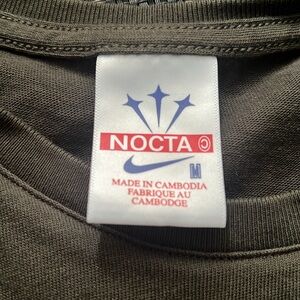 NOCTA ©
M
MADE IN CAMBODIA
FABRIQUE AU
CAMBODGE